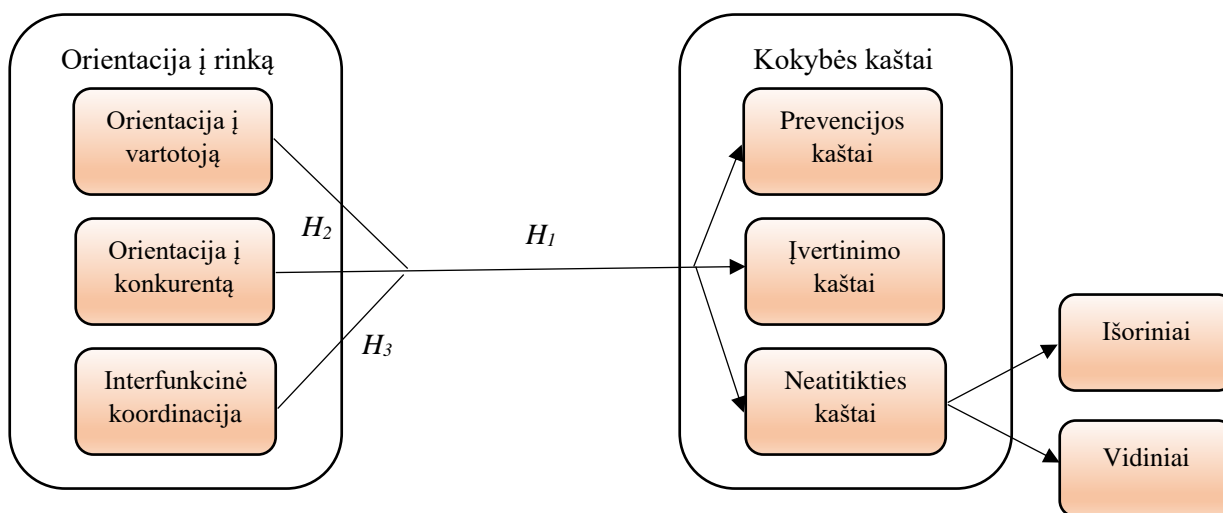 Orientacija į rinką
Orientacija į
vartotoją
Orientacija į
konkurentą
Interfunkcinė
koordinacija
H2
H3
H1
Kokybės kaštai
Prevencijos
kaštai
Įvertinimo
kaštai
Neatitikties
kaštai
Išoriniai
Vidiniai